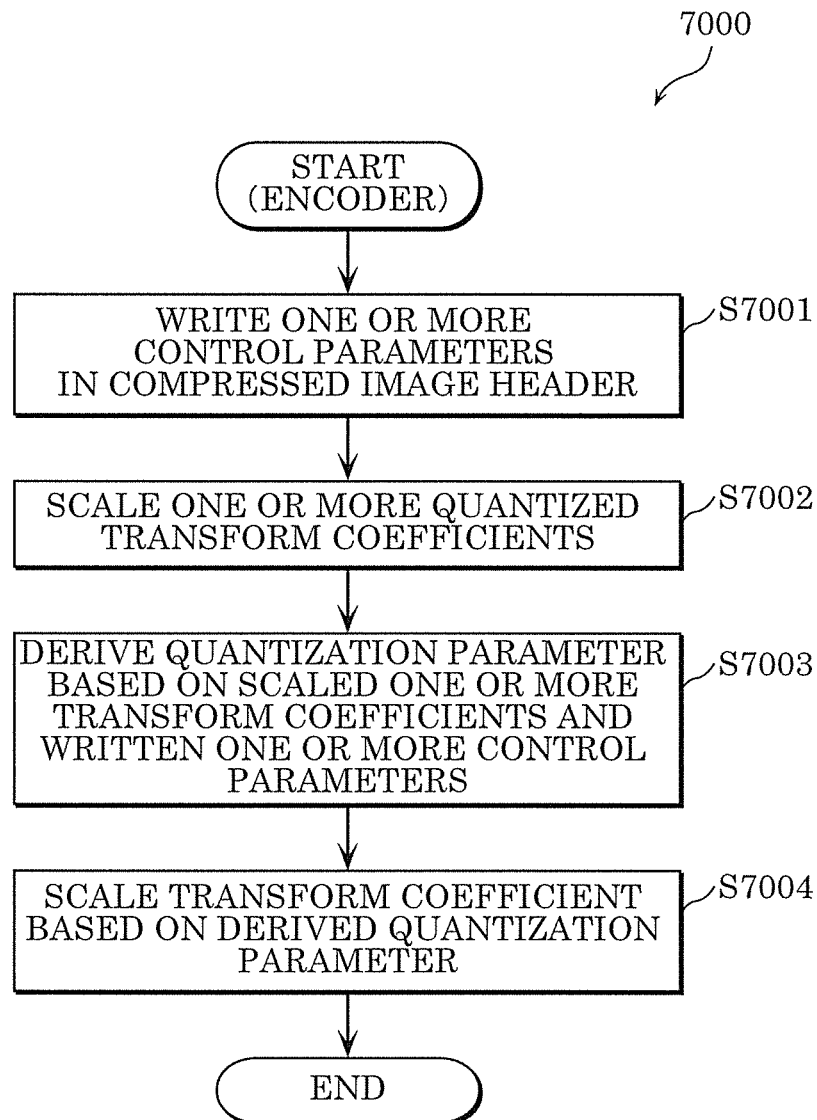 7000
START
(ENCODER)
WRITE ONE OR MORE
CONTROL PARAMETERS
IN COMPRESSED IMAGE HEADER
S7001
SCALE ONE OR MORE QUANTIZED
TRANSFORM COEFFICIENTS
S7002
DERIVE QUANTIZATION PARAMETER
BASED ON SCALED ONE OR MORE
TRANSFORM COEFFICIENTS AND
WRITTEN ONE OR MORE CONTROL
PARAMETERS
S7003
SCALE TRANSFORM COEFFICIENT
BASED ON DERIVED QUANTIZATION
PARAMETER
S7004
END